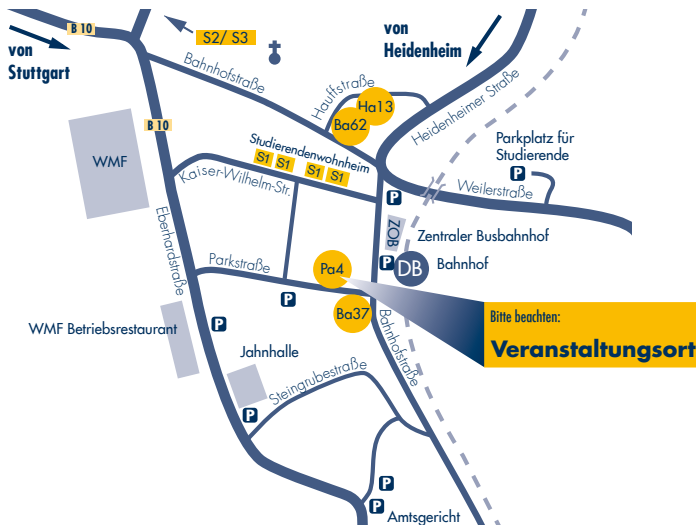 B 10
S2/ S3
von
Stuttgart
von
Heidenheim
Bahnhofstraße
Hauffstraße
Ha13
Ba62
Heidenheimer Straße
B 10
WMF
Studierendenwohnheim
S1
S1
S1
S1
Parkplatz für
Studierende
P
Kaiser-Wilhelm-Str.
Weilerstraße
P
ZOB
Zentraler Busbahnhof
Eberhardstraße
Parkstraße
Pa4
P
DB
Bahnhof
P
Ba37
Bitte beachten:
Veranstaltungsort
WMF Betriebsrestaurant
P
Bahnhofstraße
Jahnhalle
Steingrubestraße
P
P
P
Amtsgericht